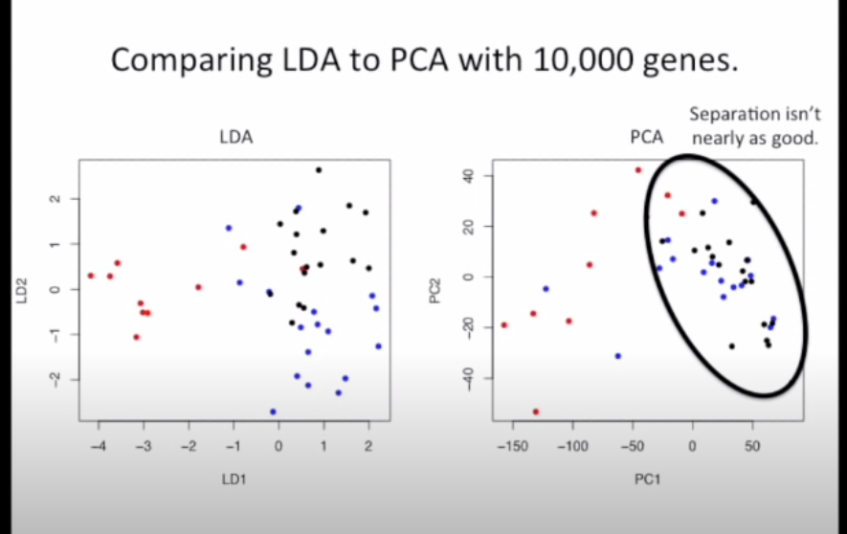 Comparing LDA to PCA with 10,000 genes.
Separation isn't
nearly as good.
LDA
PCA
2
1
0
−1
−2
LD2
−4 −3 −2 −1 0 1 2
LD1
40
20
0
−20
−40
PC2
−150 −100 −50 0 50
PC1